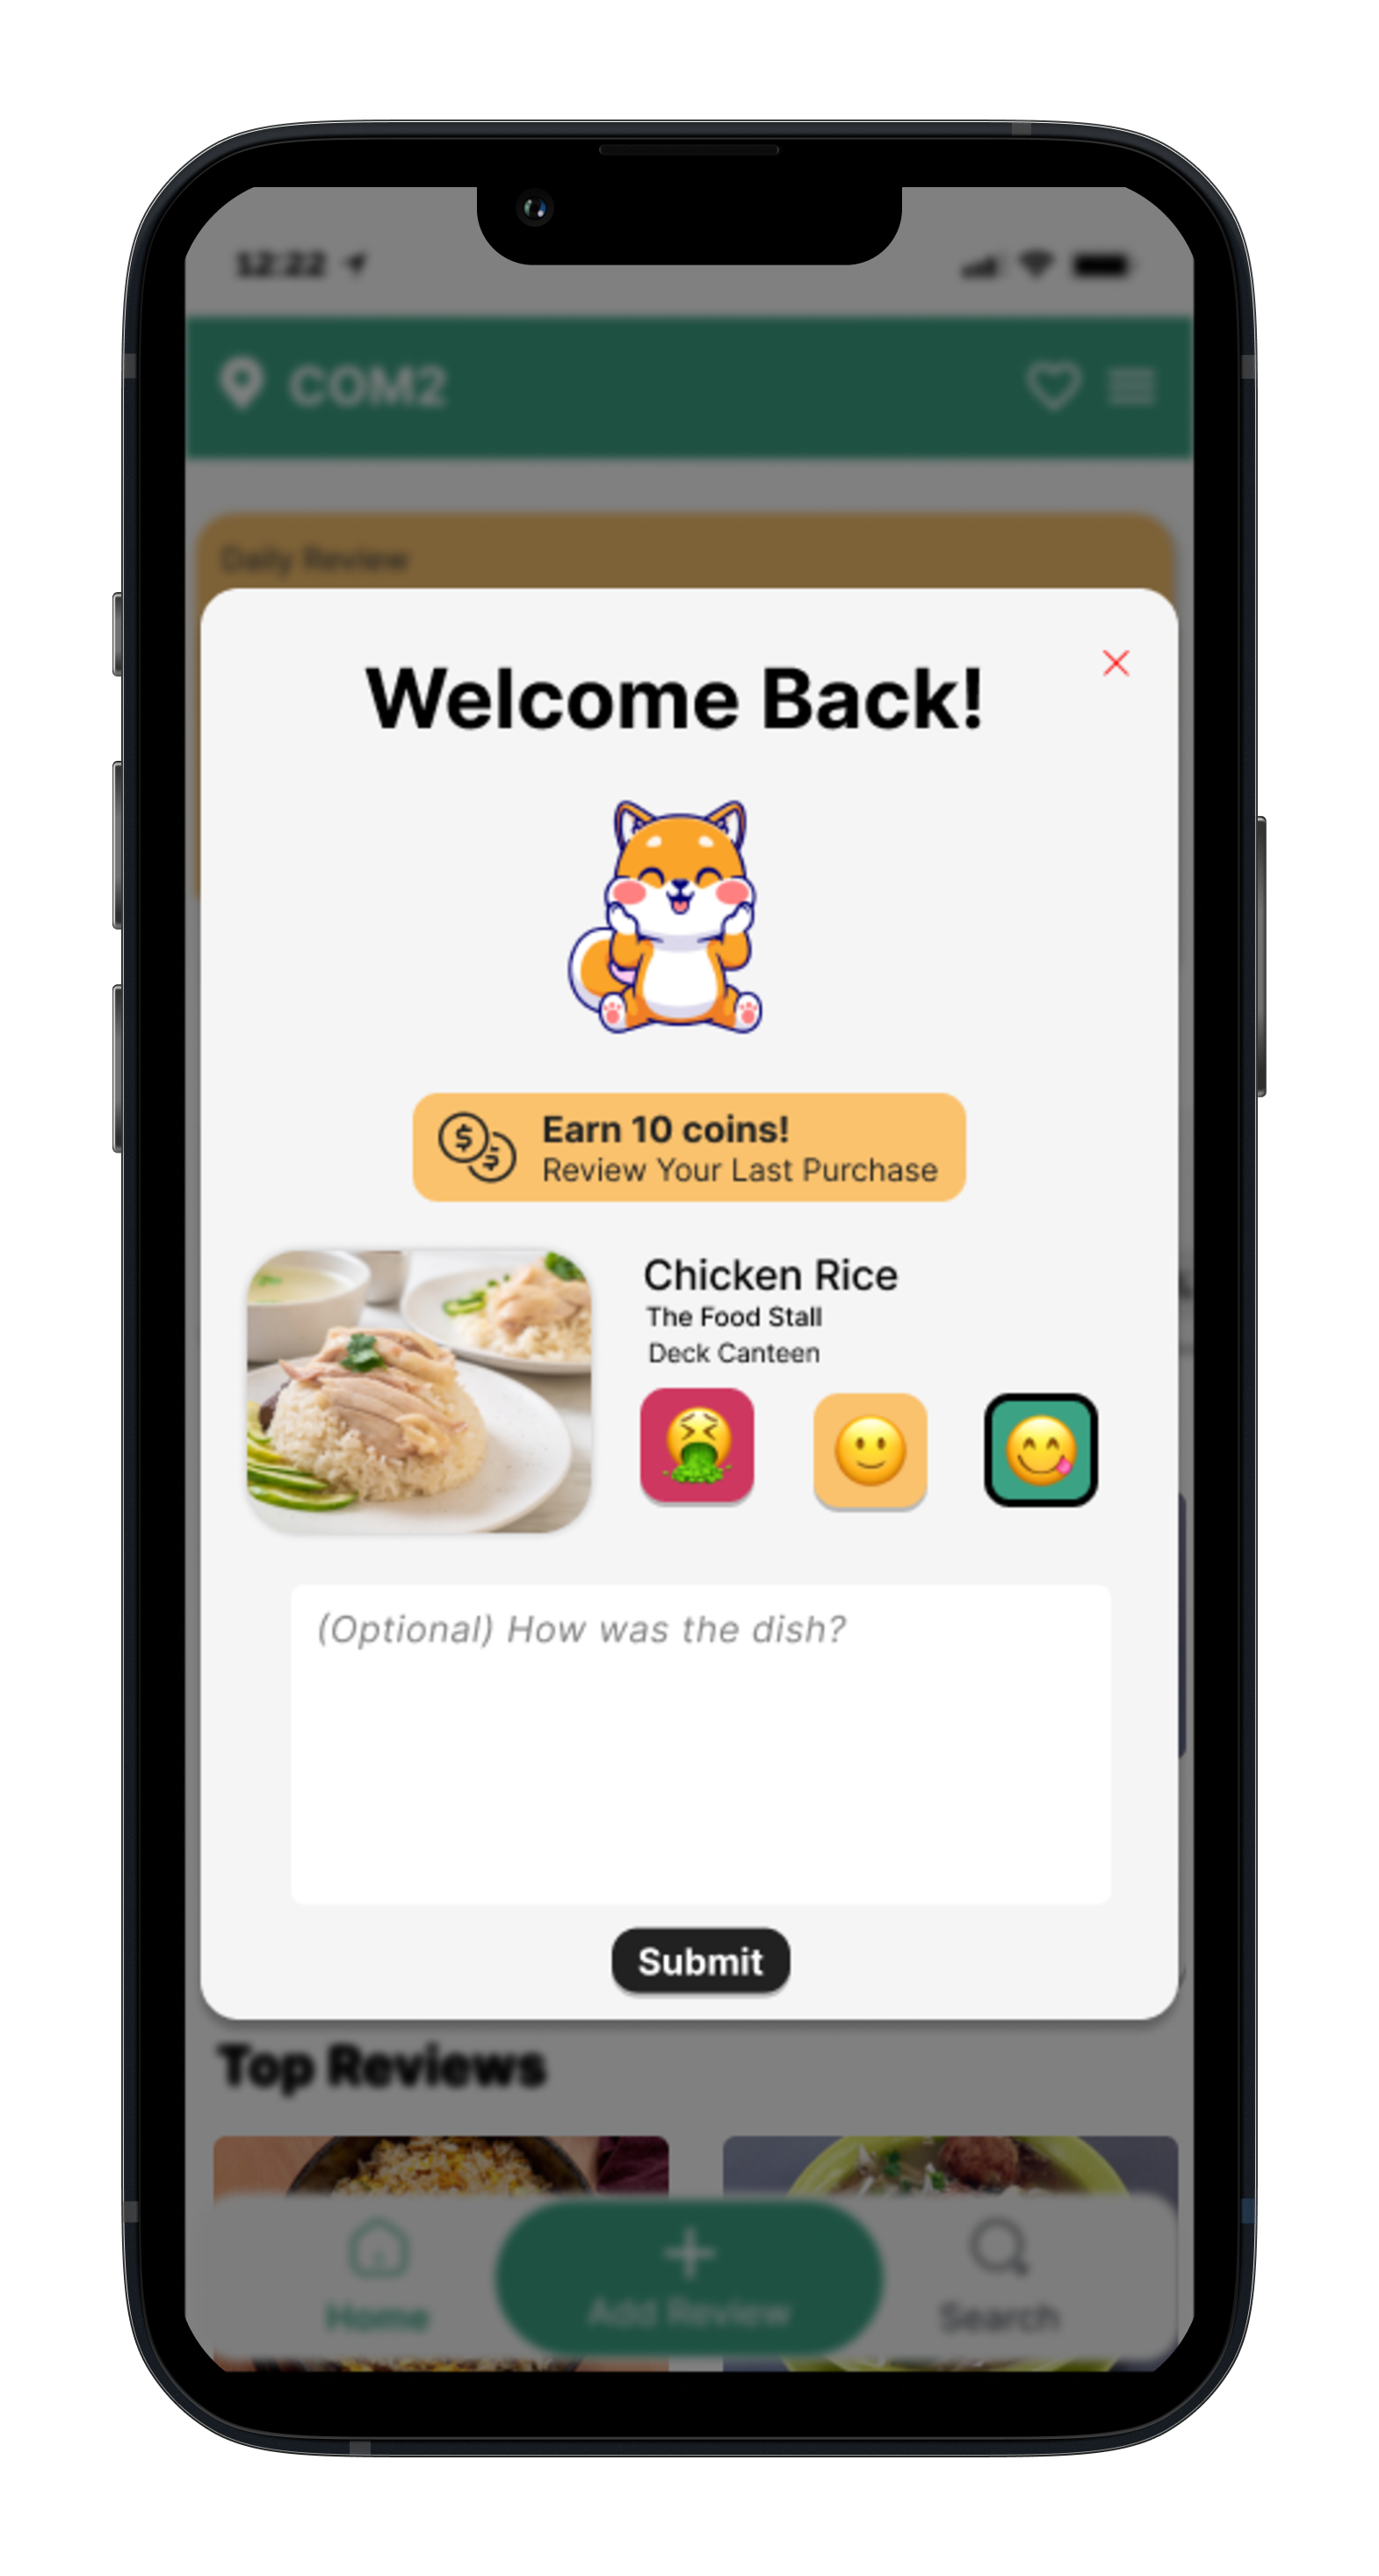 12:22
COM2
Daily Review
Welcome Back!
Earn 10 coins!
Review Your Last Purchase
Chicken Rice
The Food Stall
Deck Canteen
(Optional) How was the dish?
Submit
Top Reviews
Add Review
Home
Search